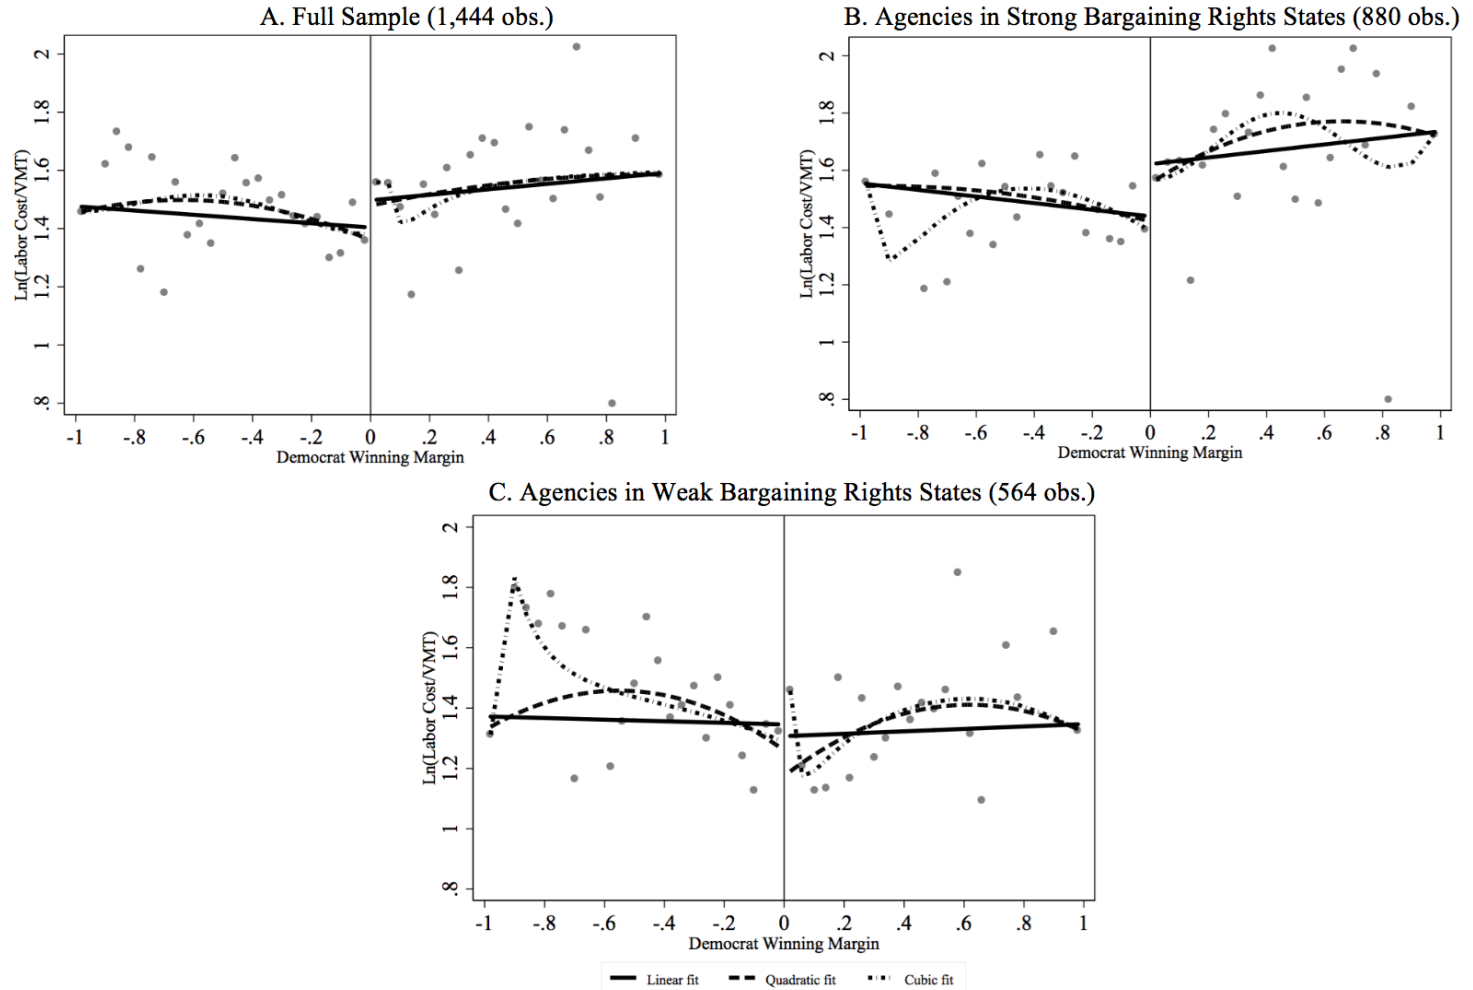 A. Full Sample (1,444 obs.)
Ln(Labor Cost/VMT)
2
1.8
1.6
1.4
1.2
1
.8
-1 -.8 -.6 -.4 -.2 0 .2 .4 .6 .8 1
Democrat Winning Margin
B. Agencies in Strong Bargaining Rights States (880 obs.)
Ln(Labor Cost/VMT)
2
1.8
1.6
1.4
1.2
1
.8
-1 -.8 -.6 -.4 -.2 0 .2 .4 .6 .8 1
Democrat Winning Margin
C. Agencies in Weak Bargaining Rights States (564 obs.)
Ln(Labor Cost/VMT)
2
1.8
1.6
1.4
1.2
1
.8
-1 -.8 -.6 -.4 -.2 0 .2 .4 .6 .8 1
Democrat Winning Margin
Linear fit Quadratic fit Cubic fit